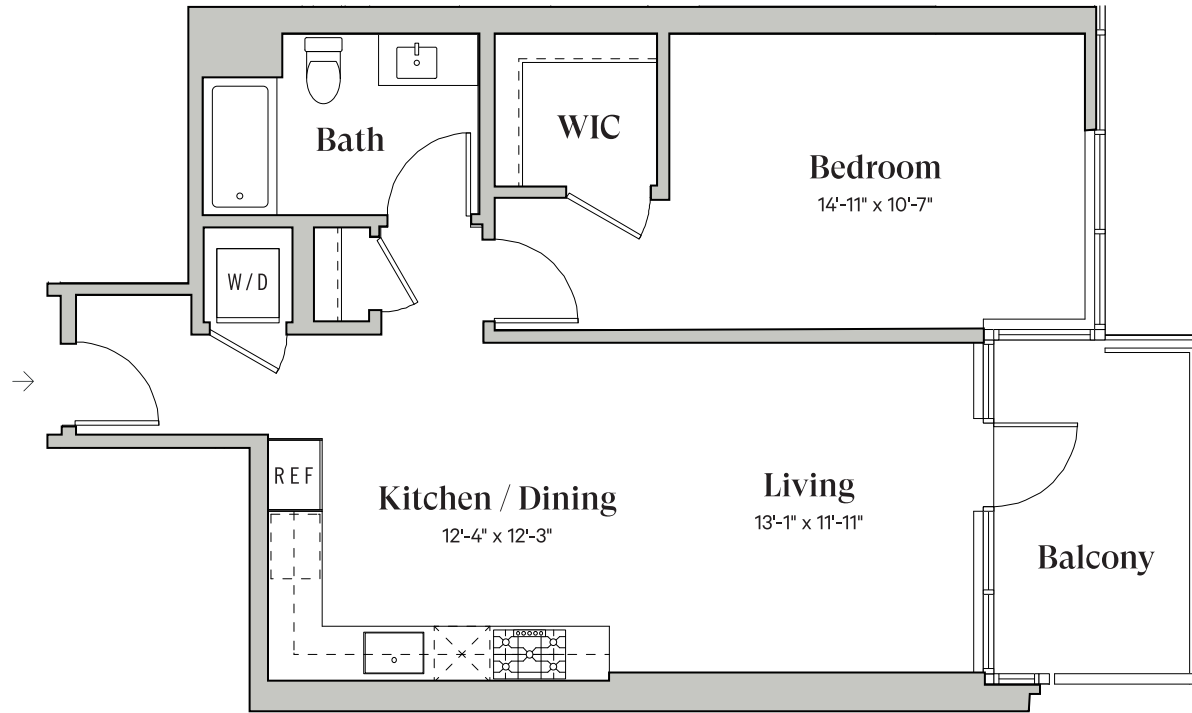 Bath
WIC
Bedroom
14'-11" x 10'-7"
W/D
REF
Kitchen / Dining
12'-4" x 12'-3"
Living
13'-1" x 11'-11"
Balcony